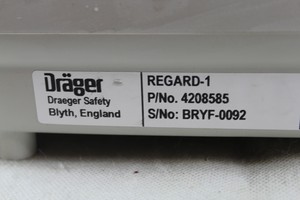 Dräger
Draeger Safety
Blyth, England
REGARD-1
P/No. 4208585
S/No: BRYF-0092